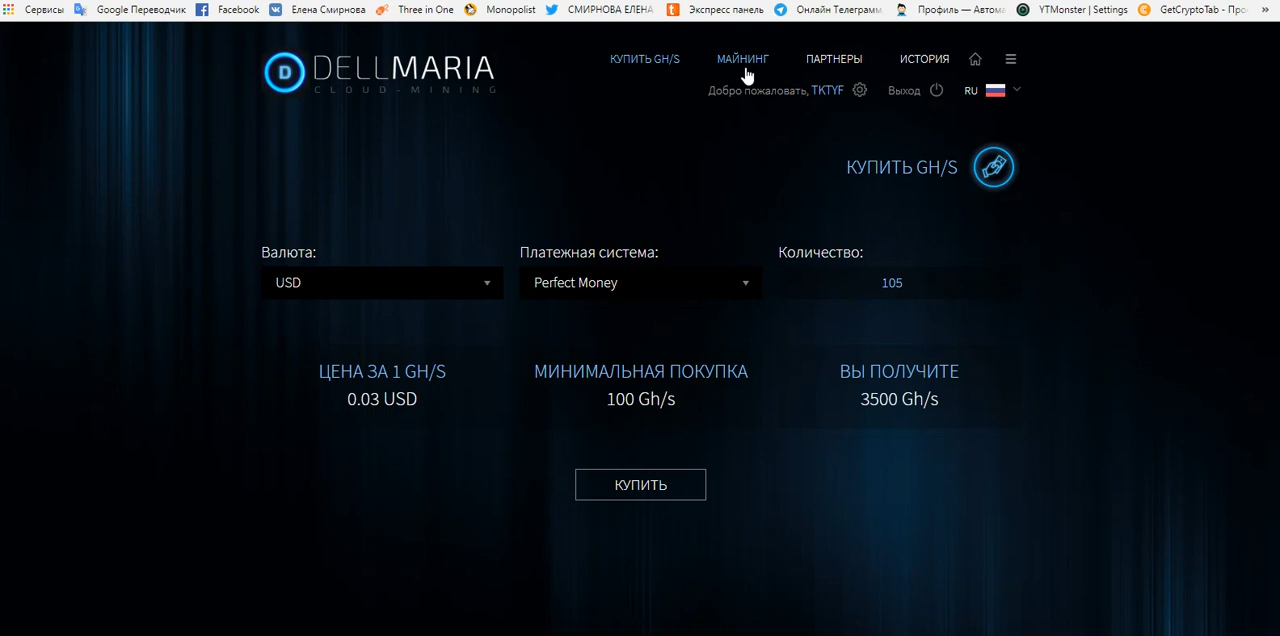 Сервисы Google Переводчик Facebook Елена Смирнова Three in One Monopolist СМИРНОВА ЕЛЕНА Экспресс панель Онлайн Телеграмм Профиль — Автома YTMonster | Settings GetCryptoTab - Про »
DELLMARIA
CLOUD-MINING
КУПИТЬ GH/S МАЙНИНГ ПАРТНЕРЫ ИСТОРИЯ
Добро пожаловать, TKTYF Выход RU
КУПИТЬ GH/S
Валюта: Платежная система: Количество:
USD Perfect Money 105
ЦЕНА ЗА 1 GH/S МИНИМАЛЬНАЯ ПОКУПКА ВЫ ПОЛУЧИТЕ
0.03 USD 100 Gh/s 3500 Gh/s
КУПИТЬ